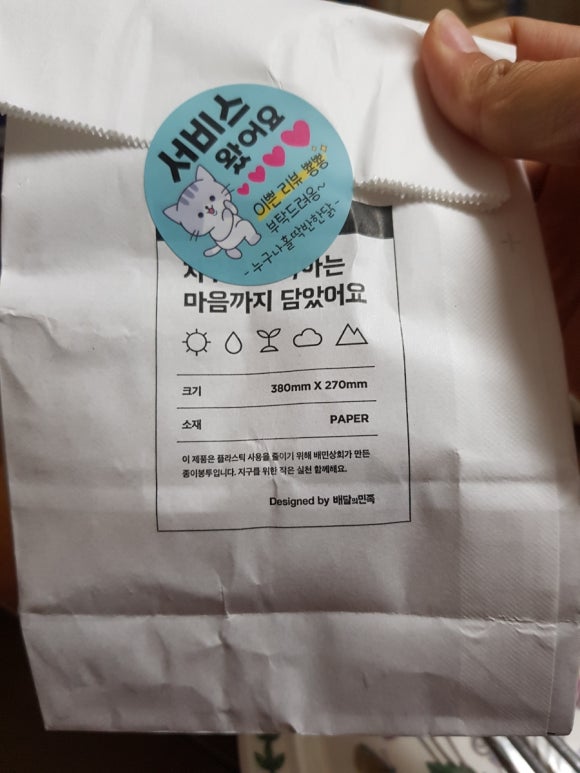 서비스
왔어요
이쁜 리뷰 뿅뿅
부탁드려용~
-누구나홀딱반한닭-
마음까지 담았어요
크기 380mm X 270mm
소재 PAPER
이 제품은 플라스틱 사용을 줄이기 위해 배민상회가 만든
종이봉투입니다. 지구를 위한 작은 실천 함께해요.
Designed by 배달의민족